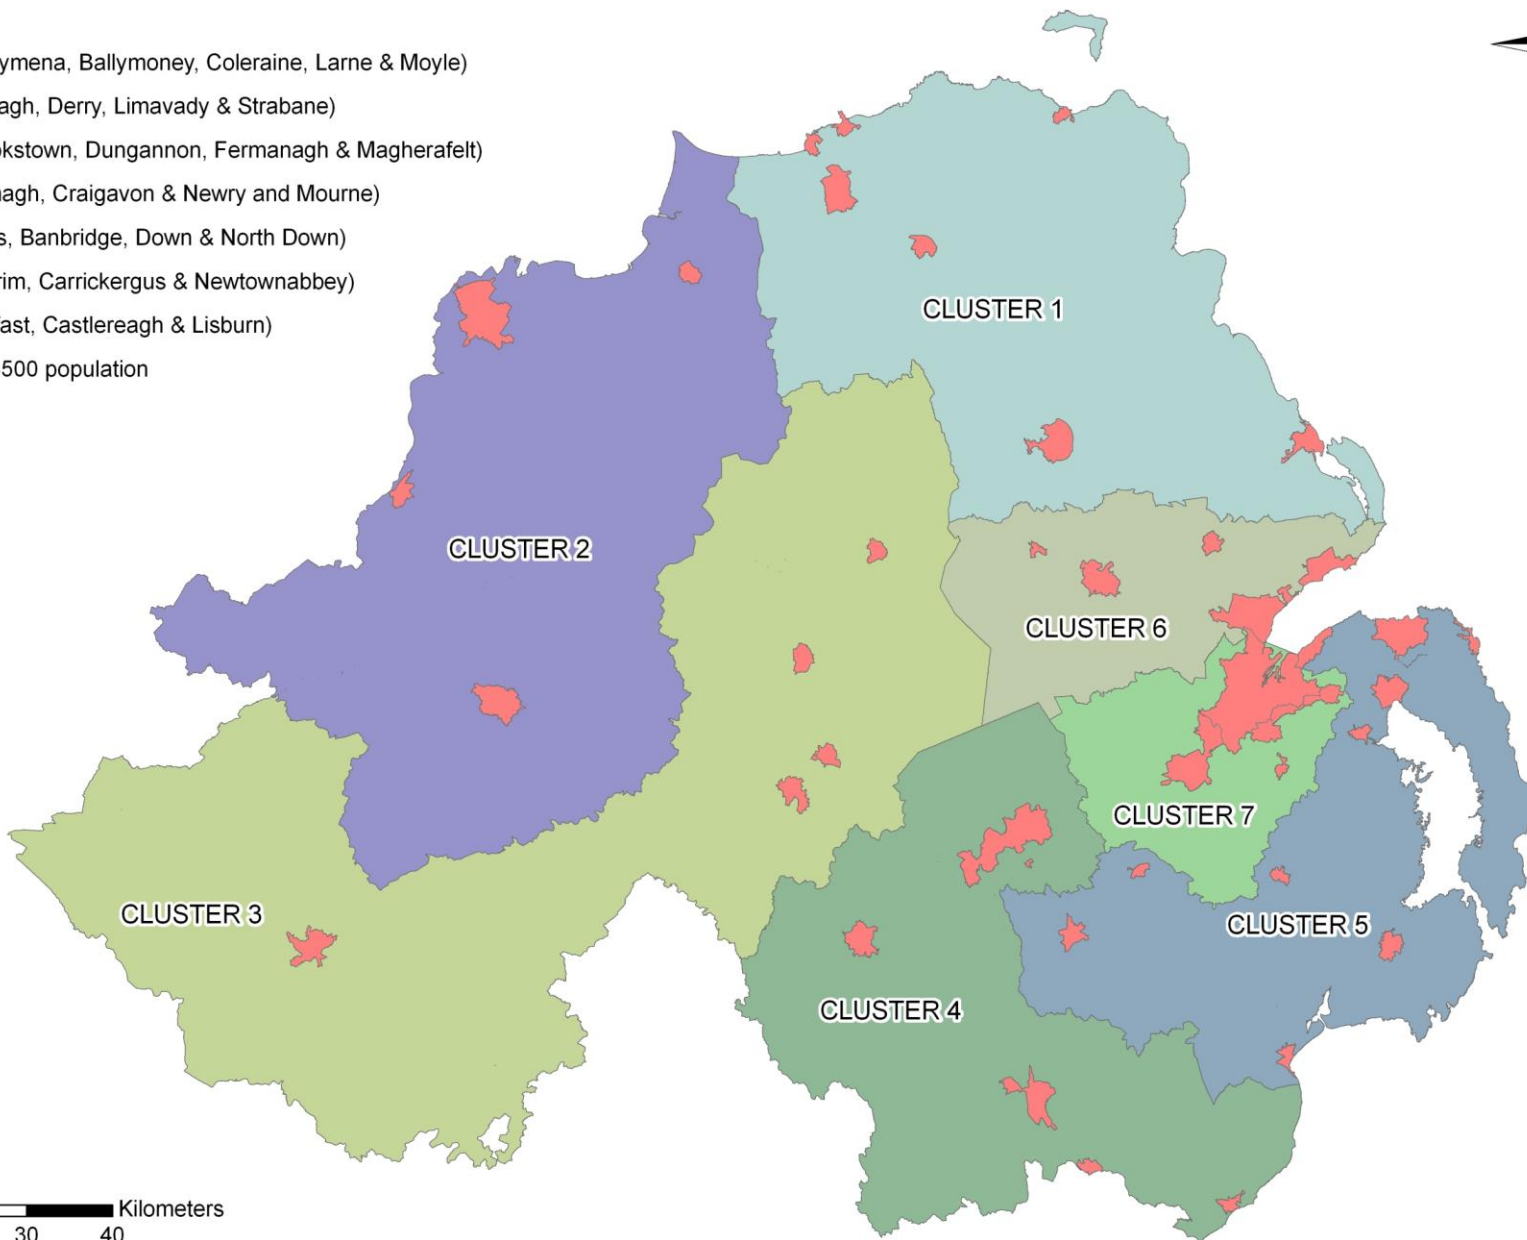 ymena, Ballymoney, Coleraine, Larne & Moyle)
agh, Derry, Limavady & Strabane)
kstown, Dungannon, Fermanagh & Magherafelt)
agh, Craigavon & Newry and Mourne)
s, Banbridge, Down & North Down)
rim, Carrickergus & Newtownabbey)
ast, Castlereagh & Lisburn)
500 population
CLUSTER 1
CLUSTER 2
CLUSTER 6
CLUSTER 7
CLUSTER 3
CLUSTER 5
CLUSTER 4
Kilometers
30 40